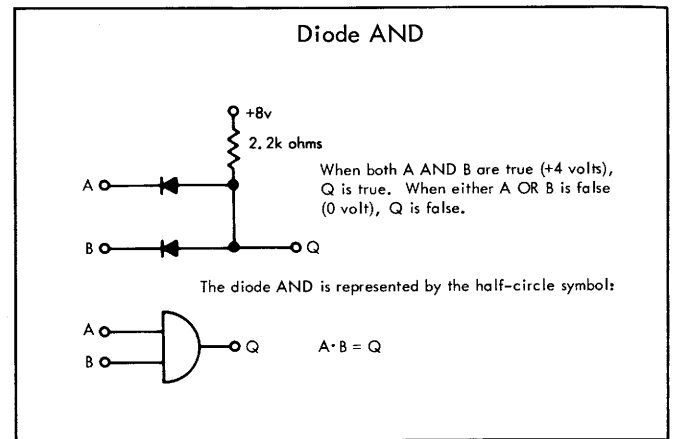 Diode AND
+8v
2.2k ohms
A
When both A AND B are true (+4 volts),
Q is true. When either A OR B is false
(0 volt), Q is false.
B
Q
The diode AND is represented by the half-circle symbol:
A
B
Q
A·B = Q